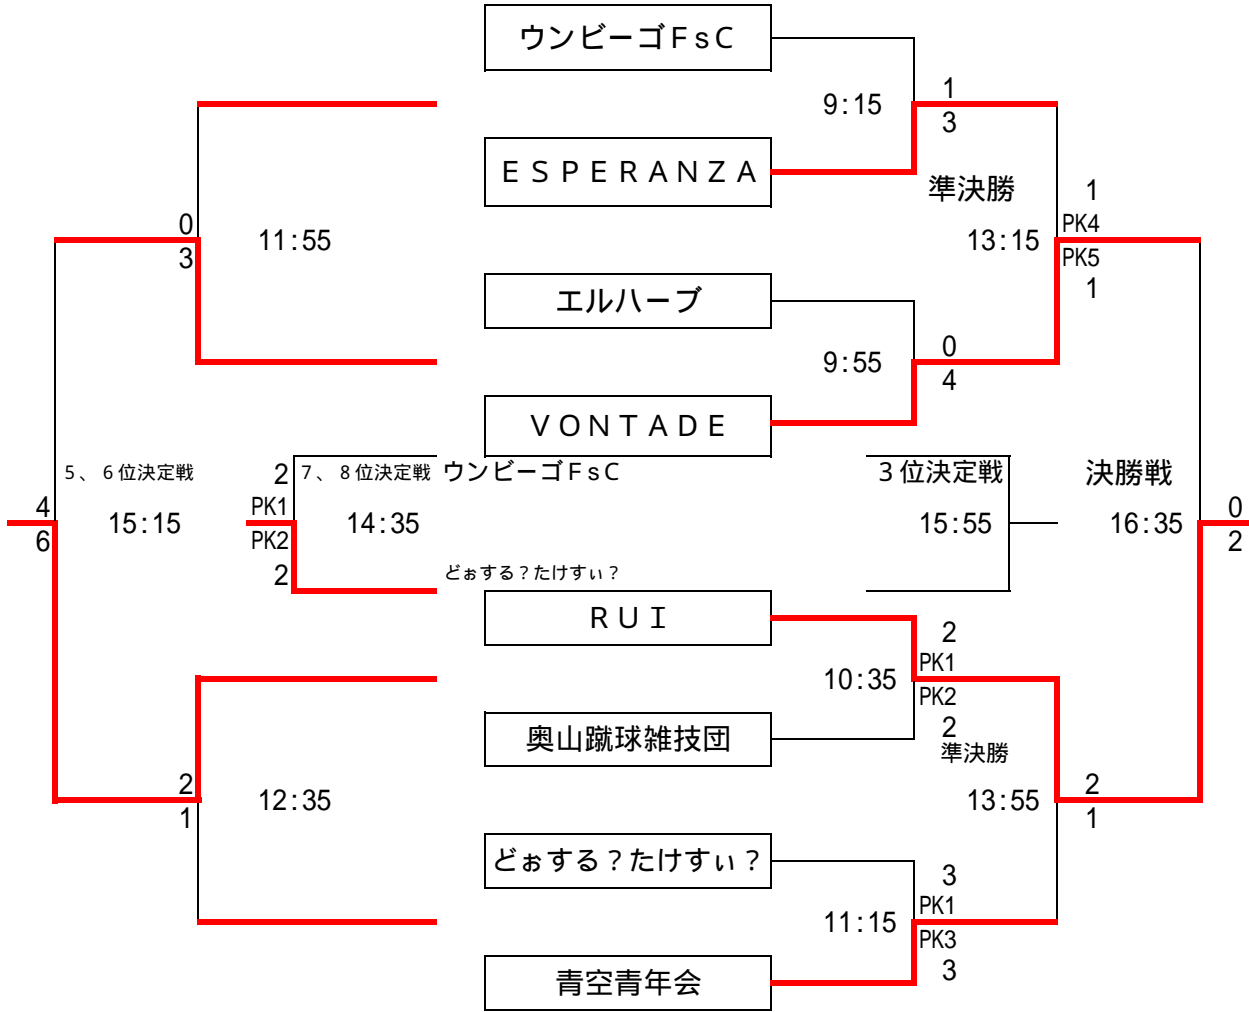 ウンビーゴFsC
9:15
1
3
ESPERANZA
準決勝
1
PK4
0
3
11:55
13:15
PK5
1
エルハーブ
9:55
0
4
VONTADE
5、6位決定戦
2
7、8位決定戦
ウンビーゴFsC
3位決定戦
決勝戦
4
6
15:15
PK1
PK2
14:35
15:55
16:35
0
2
2
どぉする?たけすぃ?
RUI
2
PK1
10:35
PK2
2
奥山蹴球雑技団
準決勝
2
1
12:35
13:55
2
1
どぉする?たけすぃ?
3
PK1
11:15
PK3
3
青空青年会